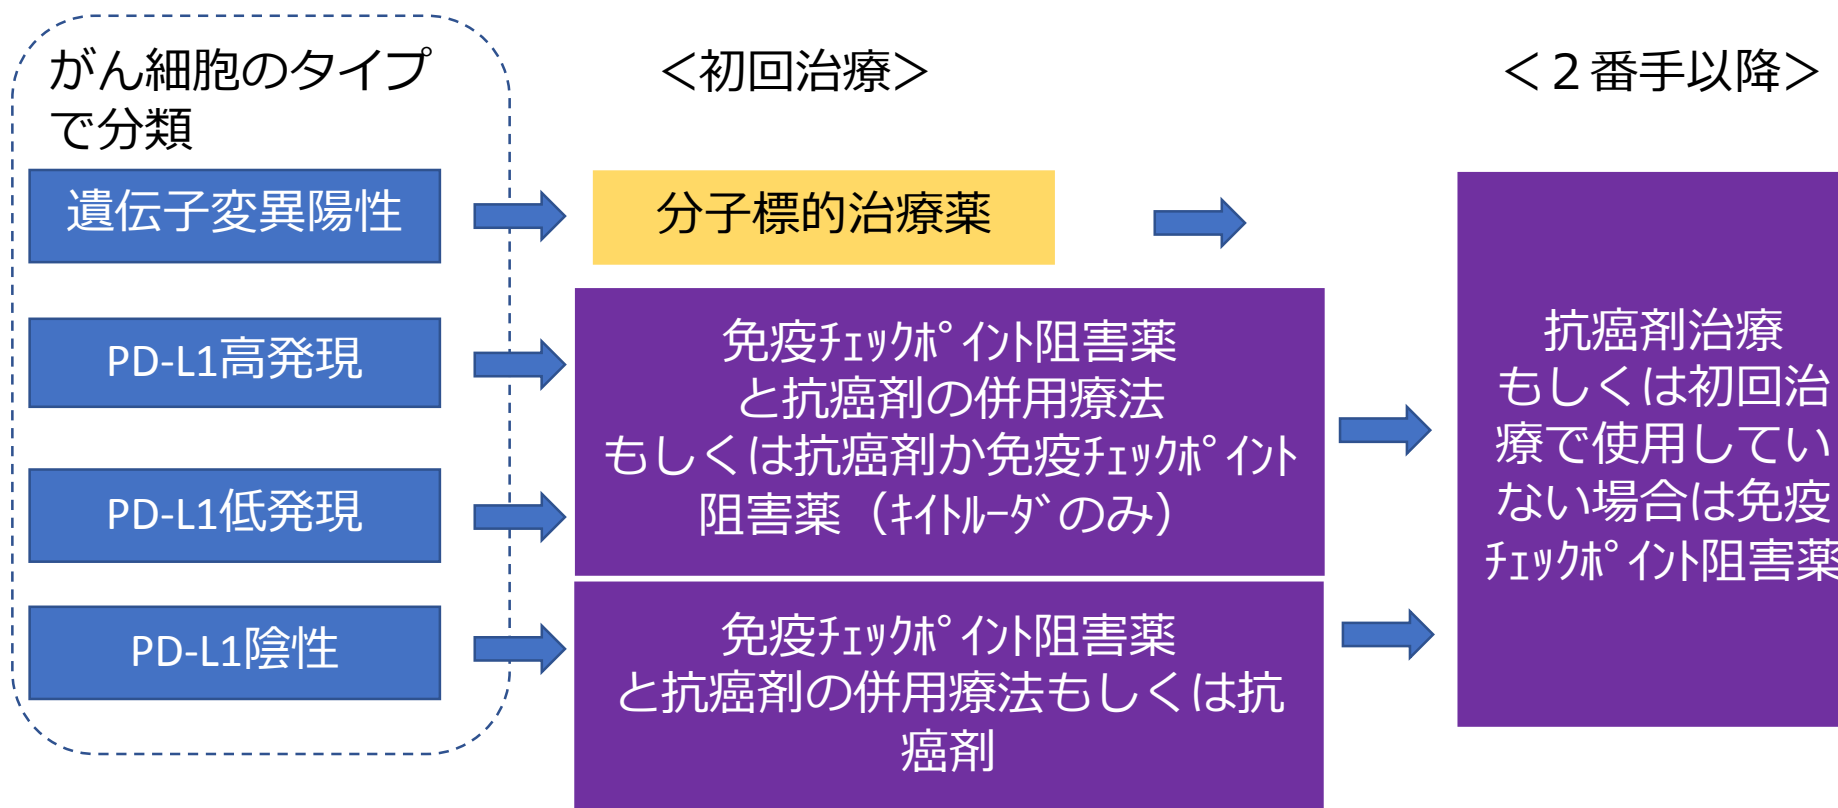 がん細胞のタイプ
で分類
＜初回治療＞
＜２番手以降＞
遺伝子変異陽性
分子標的治療薬
PD-L1高発現
PD-L1低発現
PD-L1陰性
免疫ﾁｪｯｸﾎﾟｲﾝﾄ阻害薬
と抗癌剤の併用療法
もしくは抗癌剤か免疫ﾁｪｯｸﾎﾟｲﾝﾄ
阻害薬（ｷｲﾄﾙｰﾀﾞのみ）
免疫ﾁｪｯｸﾎﾟｲﾝﾄ阻害薬
と抗癌剤の併用療法もしくは抗
癌剤
抗癌剤治療
もしくは初回治
療で使用してい
ない場合は免疫
ﾁｪｯｸﾎﾟｲﾝﾄ阻害薬